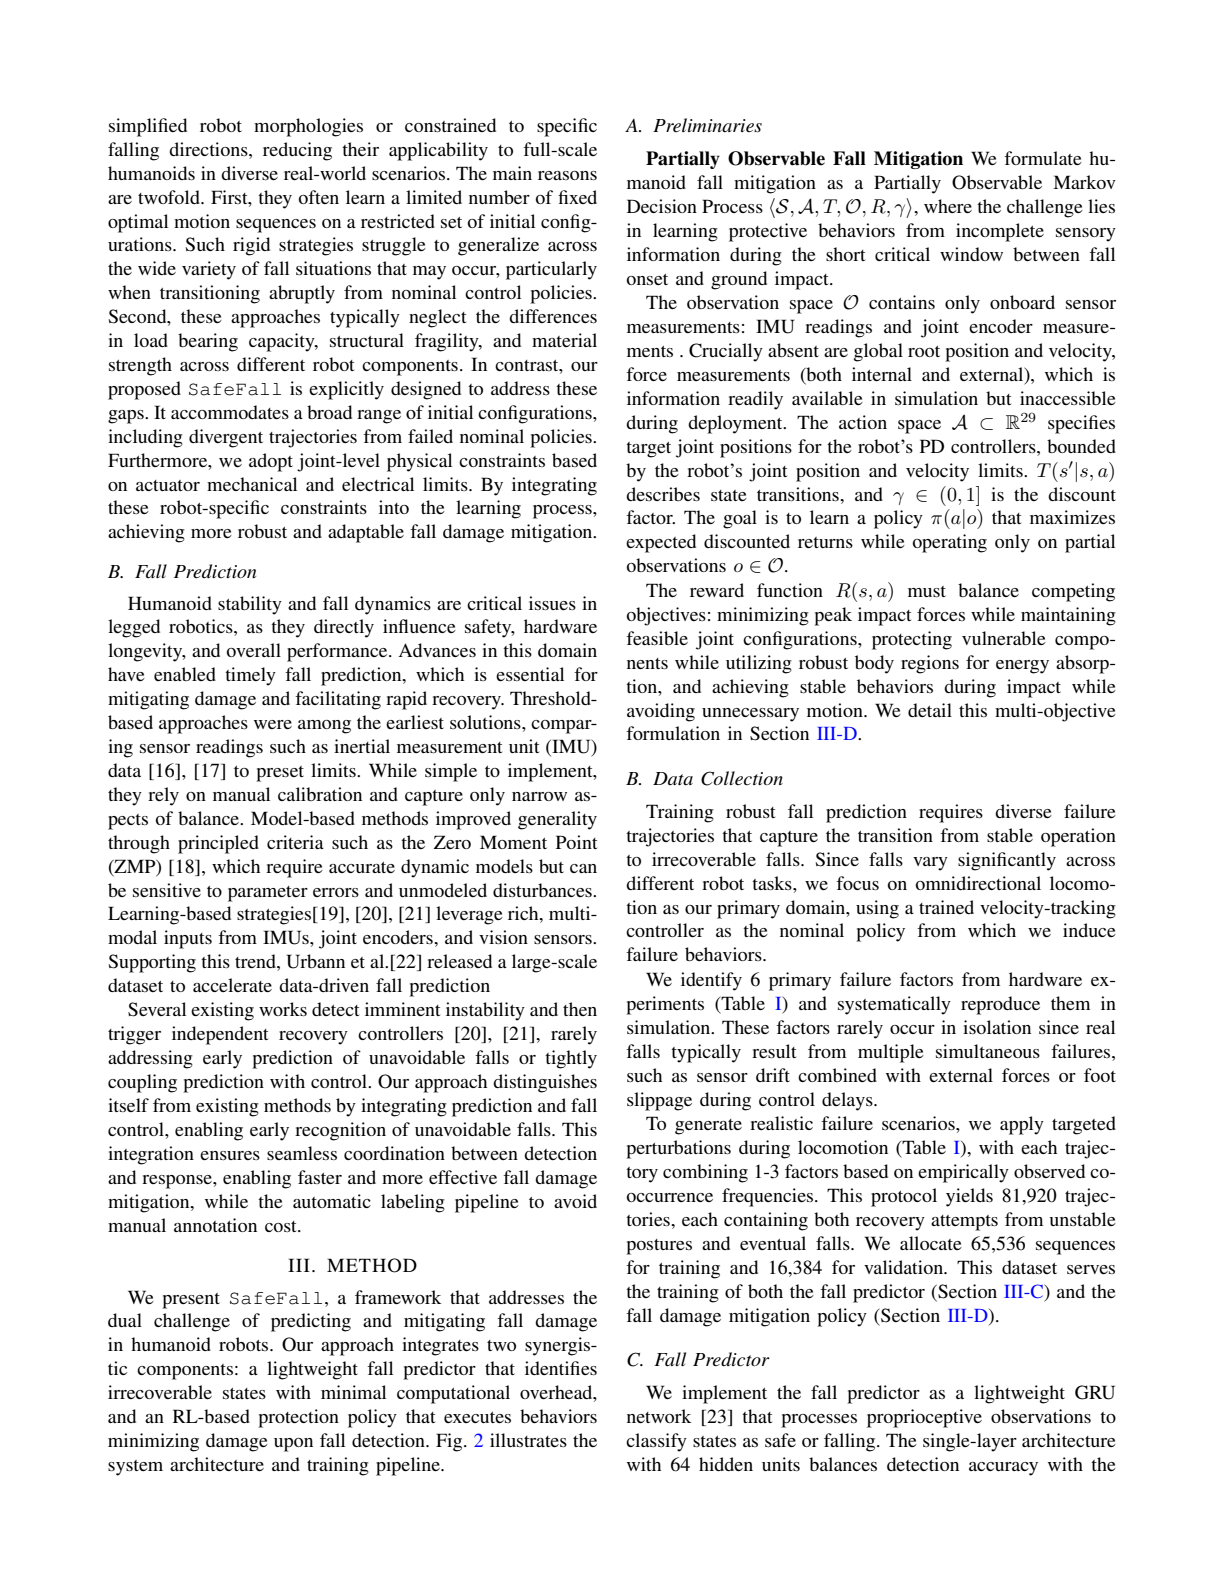 simplified robot morphologies or constrained to specific
falling directions, reducing their applicability to full-scale
humanoids in diverse real-world scenarios. The main reasons
are twofold. First, they often learn a limited number of fixed
optimal motion sequences on a restricted set of initial config-
urations. Such rigid strategies struggle to generalize across
the wide variety of fall situations that may occur, particularly
when transitioning abruptly from nominal control policies.
Second, these approaches typically neglect the differences
in load bearing capacity, structural fragility, and material
strength across different robot components. In contrast, our
proposed SafeFall is explicitly designed to address these
gaps. It accommodates a broad range of initial configurations,
including divergent trajectories from failed nominal policies.
Furthermore, we adopt joint-level physical constraints based
on actuator mechanical and electrical limits. By integrating
these robot-specific constraints into the learning process,
achieving more robust and adaptable fall damage mitigation.
B. Fall Prediction
Humanoid stability and fall dynamics are critical issues in
legged robotics, as they directly influence safety, hardware
longevity, and overall performance. Advances in this domain
have enabled timely fall prediction, which is essential for
mitigating damage and facilitating rapid recovery. Threshold-
based approaches were among the earliest solutions, compar-
ing sensor readings such as inertial measurement unit (IMU)
data [16], [17] to preset limits. While simple to implement,
they rely on manual calibration and capture only narrow as-
pects of balance. Model-based methods improved generality
through principled criteria such as the Zero Moment Point
(ZMP) [18], which require accurate dynamic models but can
be sensitive to parameter errors and unmodeled disturbances.
Learning-based strategies[19], [20], [21] leverage rich, multi-
modal inputs from IMUs, joint encoders, and vision sensors.
Supporting this trend, Urbann et al.[22] released a large-scale
dataset to accelerate data-driven fall prediction
Several existing works detect imminent instability and then
trigger independent recovery controllers [20], [21], rarely
addressing early prediction of unavoidable falls or tightly
coupling prediction with control. Our approach distinguishes
itself from existing methods by integrating prediction and fall
control, enabling early recognition of unavoidable falls. This
integration ensures seamless coordination between detection
and response, enabling faster and more effective fall damage
mitigation, while the automatic labeling pipeline to avoid
manual annotation cost.
III. METHOD
We present SafeFall, a framework that addresses the
dual challenge of predicting and mitigating fall damage
in humanoid robots. Our approach integrates two synergis-
tic components: a lightweight fall predictor that identifies
irrecoverable states with minimal computational overhead,
and an RL-based protection policy that executes behaviors
minimizing damage upon fall detection. Fig. 2 illustrates the
system architecture and training pipeline.
A. Preliminaries
Partially Observable Fall Mitigation We formulate hu-
manoid fall mitigation as a Partially Observable Markov
Decision Process ⟨𝒮, 𝒜, T, 𝒪, R, γ⟩, where the challenge lies
in learning protective behaviors from incomplete sensory
information during the short critical window between fall
onset and ground impact.
The observation space 𝒪 contains only onboard sensor
measurements: IMU readings and joint encoder measure-
ments . Crucially absent are global root position and velocity,
force measurements (both internal and external), which is
information readily available in simulation but inaccessible
during deployment. The action space 𝒜 ⊂ ℝ²⁹ specifies
target joint positions for the robot's PD controllers, bounded
by the robot's joint position and velocity limits. T(s′|s, a)
describes state transitions, and γ ∈ (0, 1] is the discount
factor. The goal is to learn a policy π(a|o) that maximizes
expected discounted returns while operating only on partial
observations o ∈ 𝒪.
The reward function R(s, a) must balance competing
objectives: minimizing peak impact forces while maintaining
feasible joint configurations, protecting vulnerable compo-
nents while utilizing robust body regions for energy absorp-
tion, and achieving stable behaviors during impact while
avoiding unnecessary motion. We detail this multi-objective
formulation in Section III-D.
B. Data Collection
Training robust fall prediction requires diverse failure
trajectories that capture the transition from stable operation
to irrecoverable falls. Since falls vary significantly across
different robot tasks, we focus on omnidirectional locomo-
tion as our primary domain, using a trained velocity-tracking
controller as the nominal policy from which we induce
failure behaviors.
We identify 6 primary failure factors from hardware ex-
periments (Table I) and systematically reproduce them in
simulation. These factors rarely occur in isolation since real
falls typically result from multiple simultaneous failures,
such as sensor drift combined with external forces or foot
slippage during control delays.
To generate realistic failure scenarios, we apply targeted
perturbations during locomotion (Table I), with each trajec-
tory combining 1-3 factors based on empirically observed co-
occurrence frequencies. This protocol yields 81,920 trajec-
tories, each containing both recovery attempts from unstable
postures and eventual falls. We allocate 65,536 sequences
for training and 16,384 for validation. This dataset serves
the training of both the fall predictor (Section III-C) and the
fall damage mitigation policy (Section III-D).
C. Fall Predictor
We implement the fall predictor as a lightweight GRU
network [23] that processes proprioceptive observations to
classify states as safe or falling. The single-layer architecture
with 64 hidden units balances detection accuracy with the